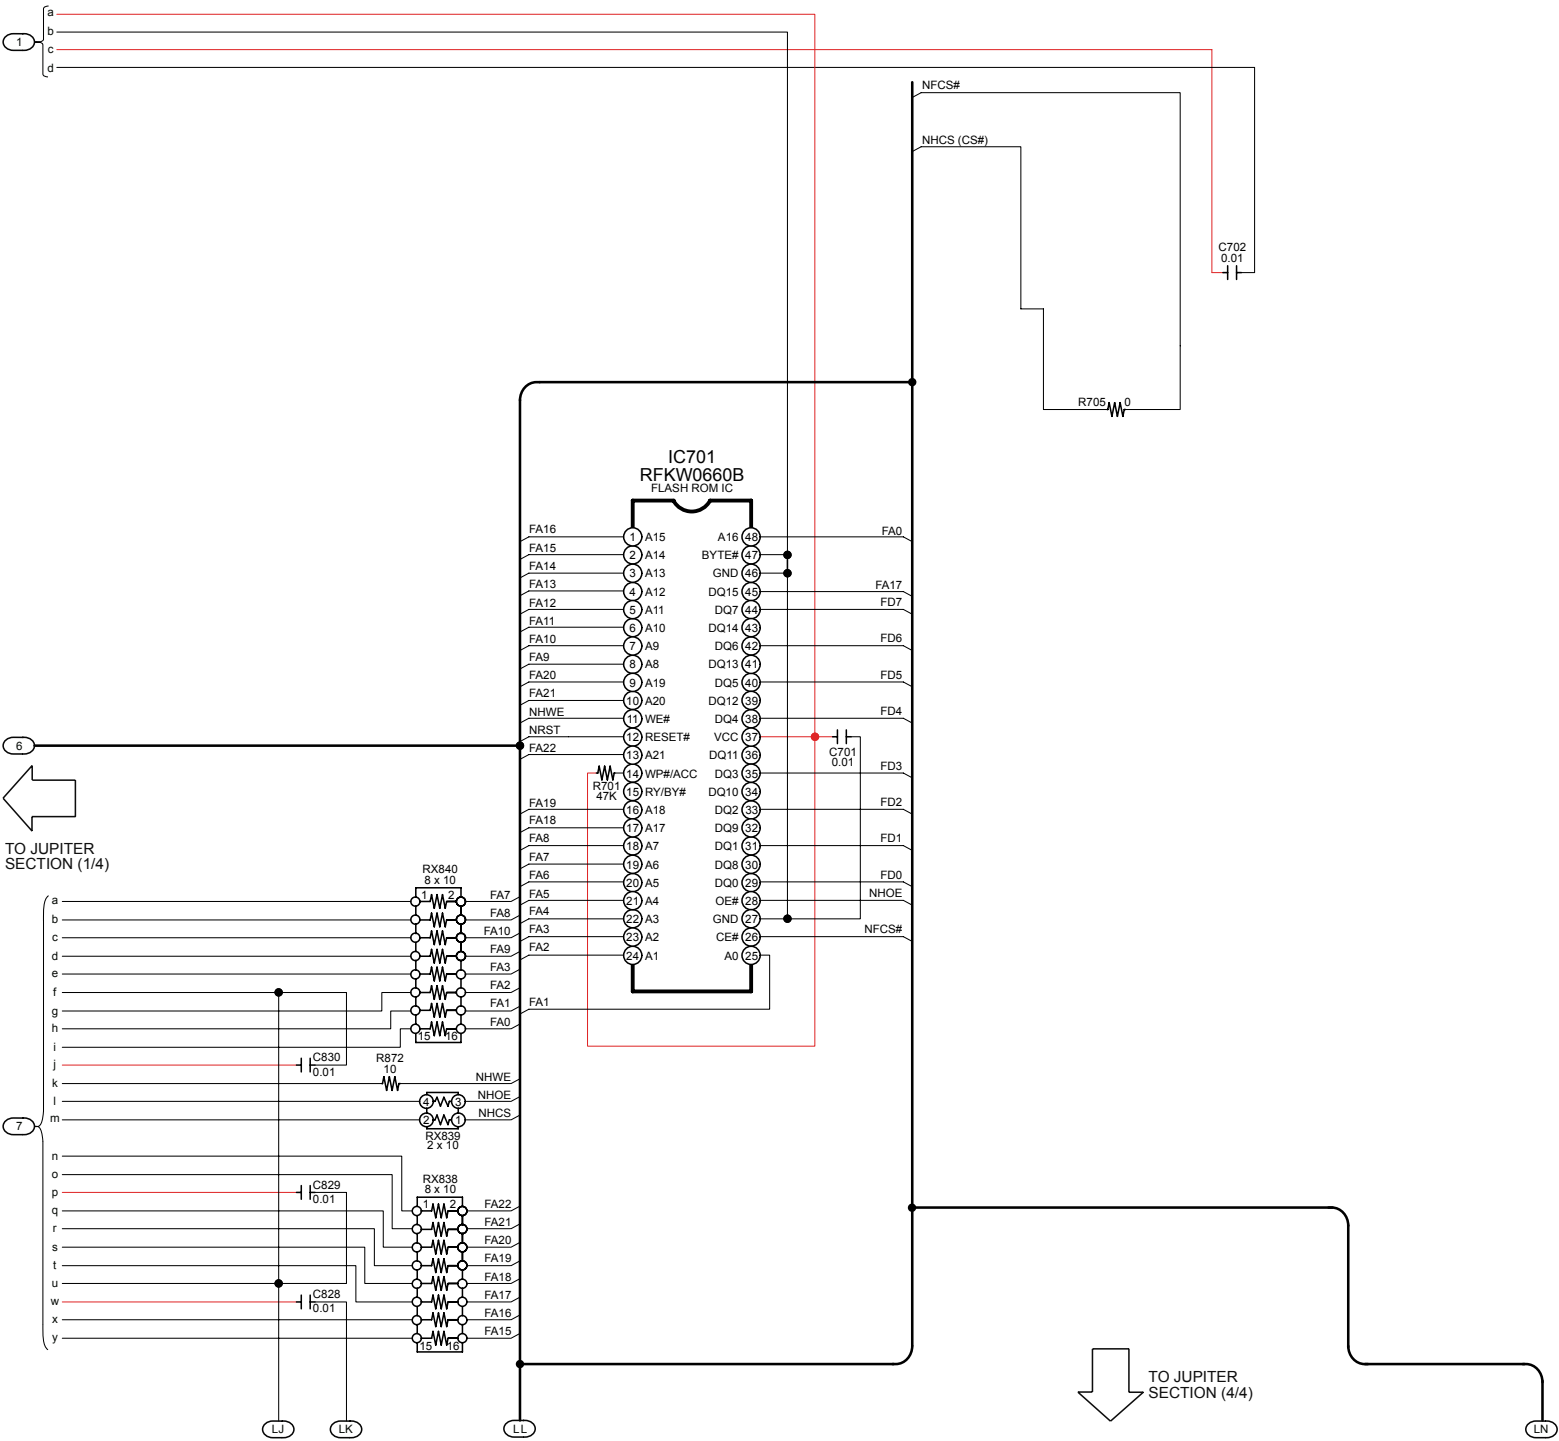 a
b
1
c
d
NFCS#
NHCS (CS#)
C702
0.01
R705 0
IC701
RFKW0660B
FLASH ROM IC
FA16 1 A15 A16 48 FA0
FA15 2 A14 BYTE# 47
FA14 3 A13 GND 46
FA13 4 A12 DQ15 45 FA17
FA12 5 A11 DQ7 44 FD7
FA11 6 A10 DQ14 43
FA10 7 A9 DQ6 42 FD6
FA9 8 A8 DQ13 41
FA20 9 A19 DQ5 40 FD5
FA21 10 A20 DQ12 39
NHWE 11 WE# DQ4 38 FD4
NRST 12 RESET# VCC 37
FA22 13 A21 DQ11 36
14 WP#/ACC DQ3 35 FD3
15 RY/BY# DQ10 34
FA19 16 A18 DQ2 33 FD2
FA18 17 A17 DQ9 32
FA8 18 A7 DQ1 31 FD1
FA7 19 A6 DQ8 30
FA6 20 A5 DQ0 29 FD0
FA5 21 A4 OE# 28 NHOE
FA4 22 A3 GND 27
FA3 23 A2 CE# 26 NFCS#
FA2 24 A1 A0 25
FA1
R701
47K
C701
0.01
6
TO JUPITER
SECTION (1/4)
RX840
8 x 10
a 1 2 FA7
b FA8
c FA10
d FA9
e FA3
f FA2
g FA1
h 15 16 FA0
i
j C830
0.01
R872
10
k NHWE
l 4 3 NHOE
m 2 1 NHCS
7
RX839
2 x 10
n
o
RX838
8 x 10
p C829
0.01
1 2 FA22
q
r FA21
s FA20
t FA19
u FA18
w C828
0.01
FA17
x FA16
y 15 16 FA15
TO JUPITER
SECTION (4/4)
LJ
LK
LL
LN